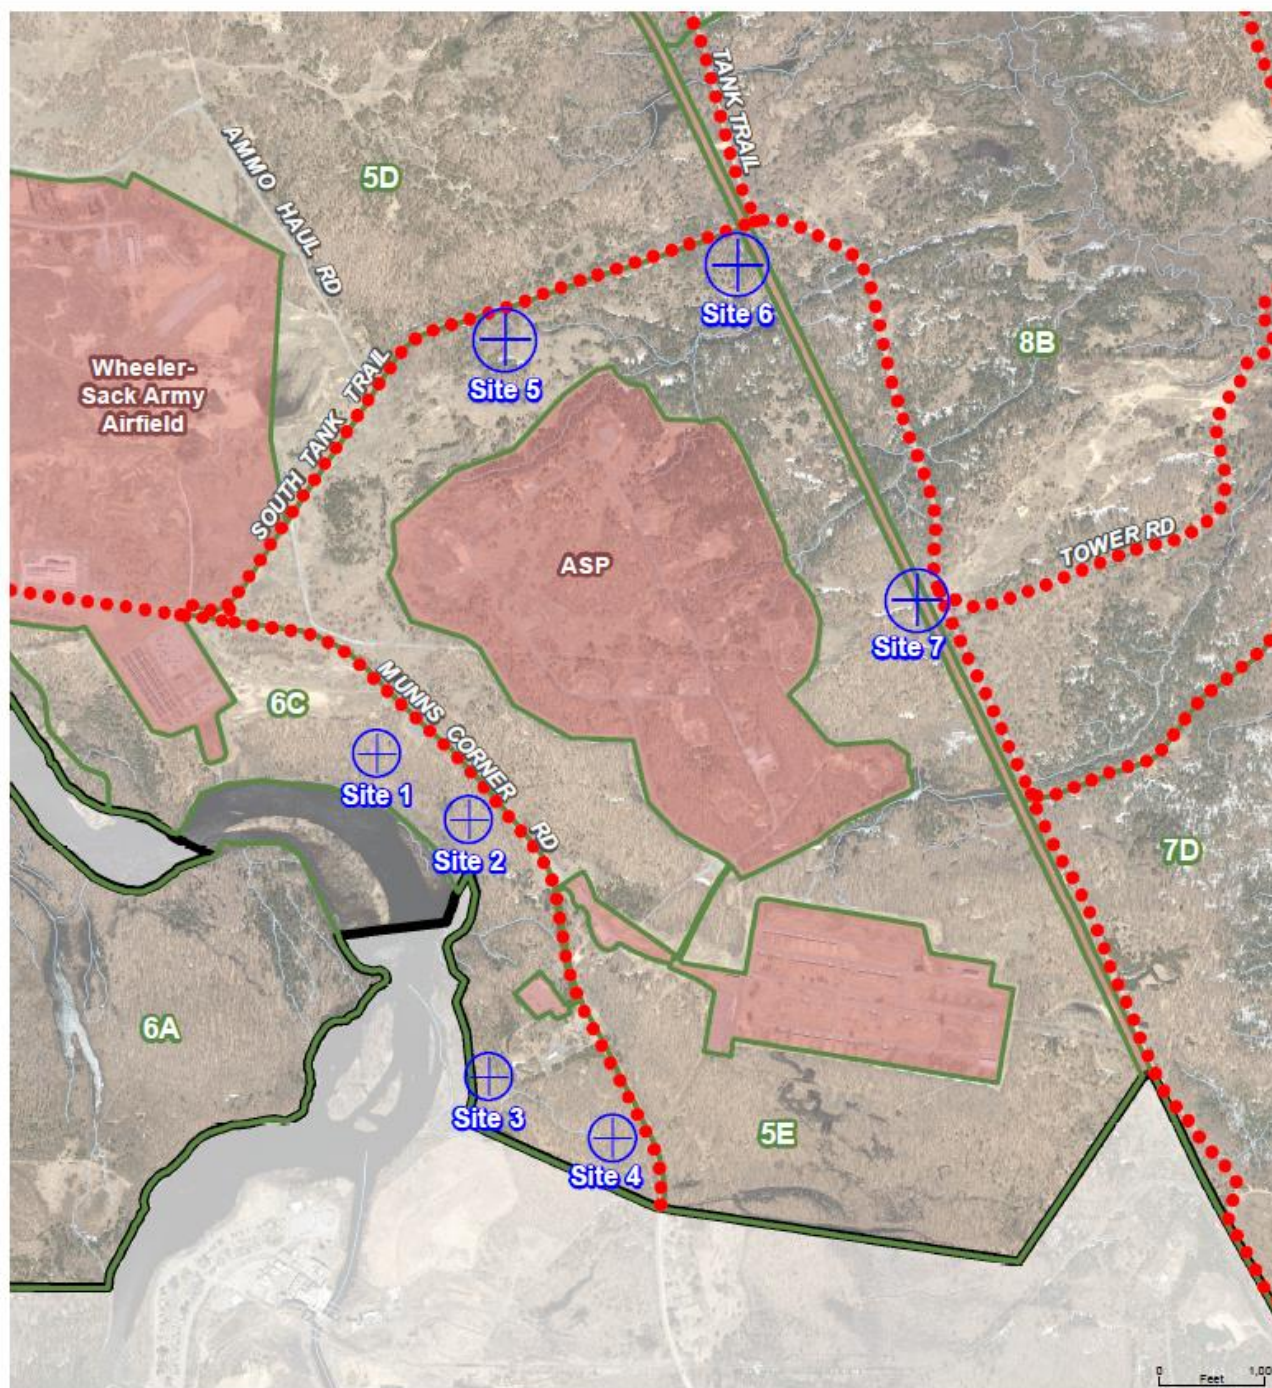 TANK TRAIL
AMMO HAUL RD
5D
Site 6
8B
Wheeler-
Sack Army
Airfield
SOUTH TANK TRAIL
Site 5
TOWER RD
ASP
Site 7
6C
MUNNS CORNER RD
Site 1
Site 2
7D
6A
Site 3
5E
Site 4
0
Feet